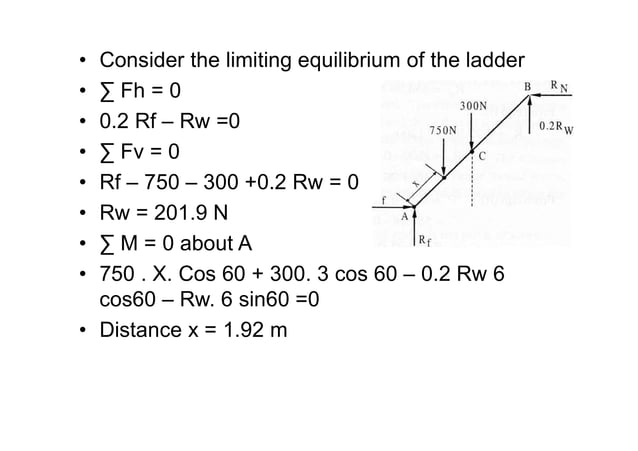 • Consider the limiting equilibrium of the ladder
• ∑ Fh = 0
• 0.2 Rf – Rw =0
• ∑ Fv = 0
• Rf – 750 – 300 +0.2 Rw = 0
• Rw = 201.9 N
• ∑ M = 0 about A
• 750 . X. Cos 60 + 300. 3 cos 60 – 0.2 Rw 6
cos60 – Rw. 6 sin60 =0
• Distance x = 1.92 m
B RN
300N
750N
0.2RW
C
x
f
A
Rf